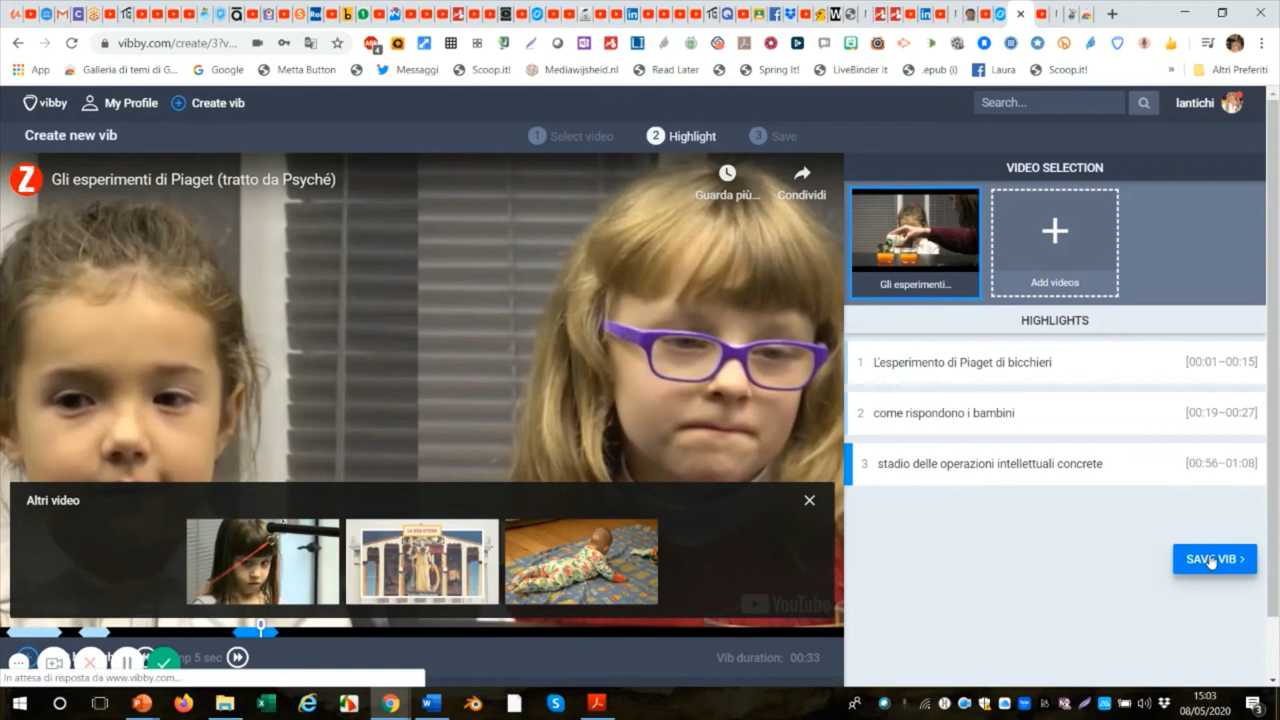 vibby.com/create/3?v...
App
Galleria di temi di G...
Google
Metta Button
Messaggi
Scoop.it!
Mediawijsheid.nl
Read Later
Spring It!
LiveBinder It
.epub (i)
Laura
Scoop.it!
»
Altri Preferiti
vibby
My Profile
Create vib
Search...
lantichi
Create new vib
1 Select video
2 Highlight
3 Save
Z
Gli esperimenti di Piaget (tratto da Psyché)
Guarda più...
Condividi
VIDEO SELECTION
Gli esperimenti...
Add videos
HIGHLIGHTS
1 L'esperimento di Piaget di bicchieri [00:01–00:15]
2 come rispondono i bambini [00:19–00:27]
3 stadio delle operazioni intellettuali concrete [00:56–01:08]
SAVE VIB >
Altri video
YouTube
5 sec
Vib duration: 00:33
In attesa di risposta da www.vibby.com...
15:03
08/05/2020